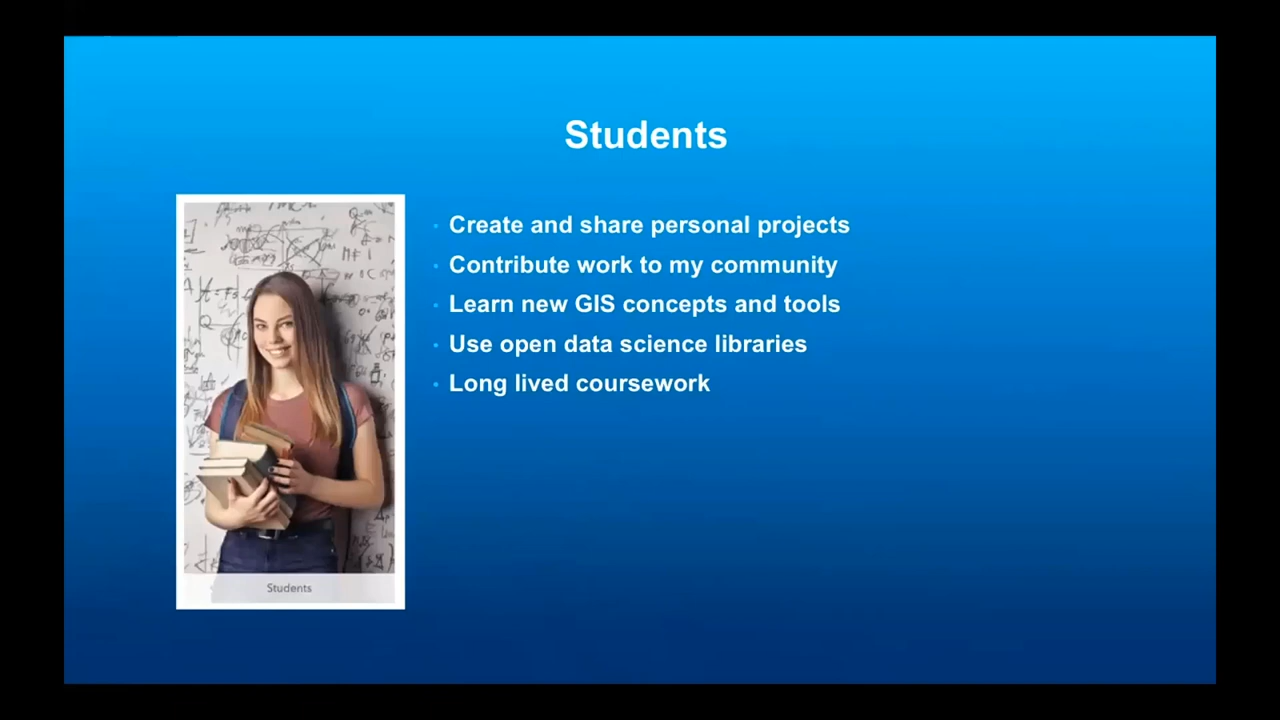 Students
Create and share personal projects
Contribute work to my community
Learn new GIS concepts and tools
Use open data science libraries
Long lived coursework
Students